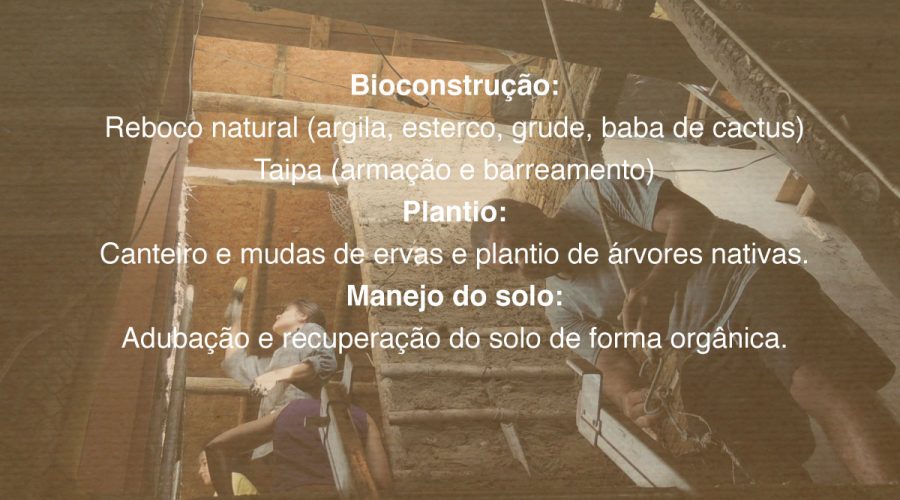 Bioconstrução:
Reboco natural (argila, esterco, grude, baba de cactus)
Taipa (armação e barreamento)
Plantio:
Canteiro e mudas de ervas e plantio de árvores nativas.
Manejo do solo:
Adubação e recuperação do solo de forma orgânica.